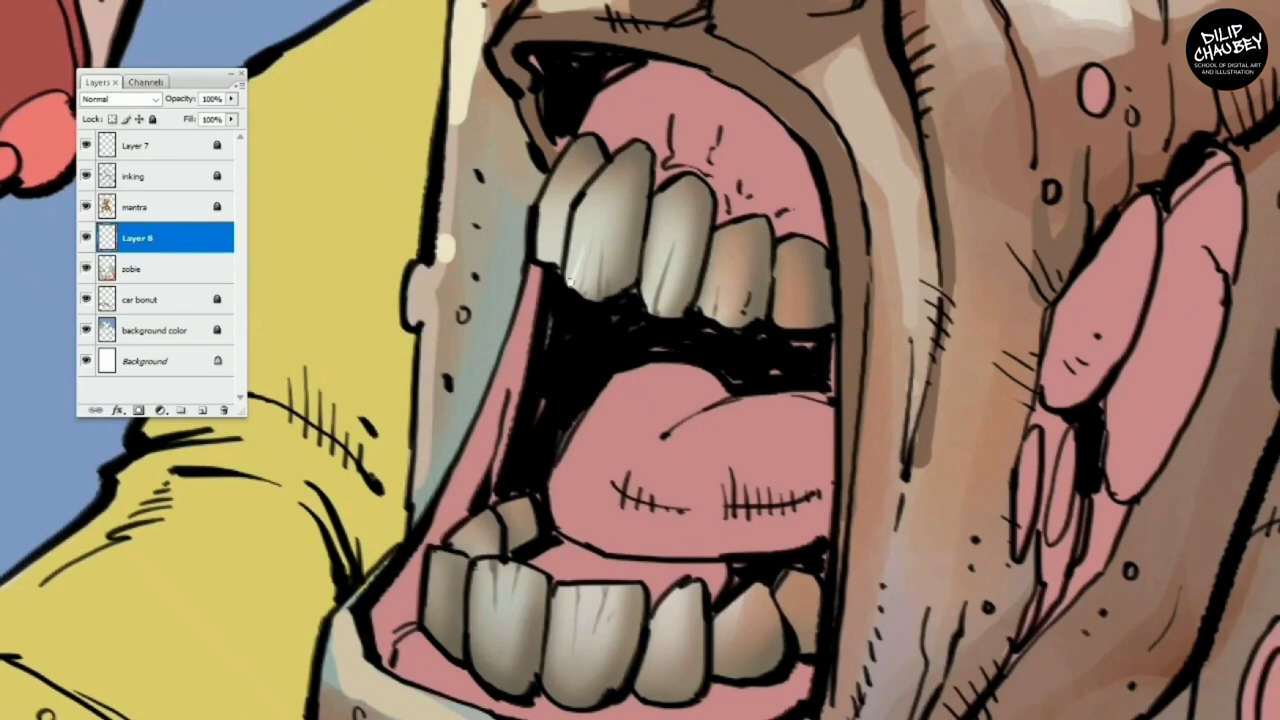 DILIP
CHAUBEY
SCHOOL OF DIGITAL ART
AND ILLUSTRATION
Layers × Channels
Normal Opacity: 100%
Lock: Fill: 100%
Layer 7
inking
mantra
Layer 8
zobie
car bonut
background color
Background
fx